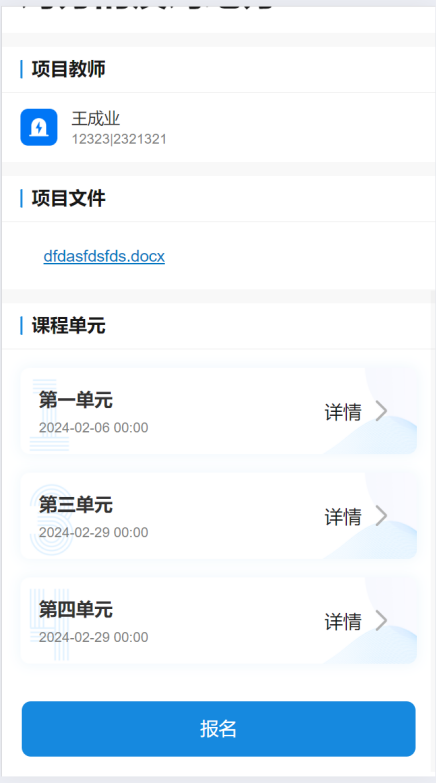 项目教师
王成业
12323|2321321
项目文件
dfdasfdsfds.docx
课程单元
第一单元
2024-02-06 00:00
详情
第三单元
2024-02-29 00:00
详情
第四单元
2024-02-29 00:00
详情
报名